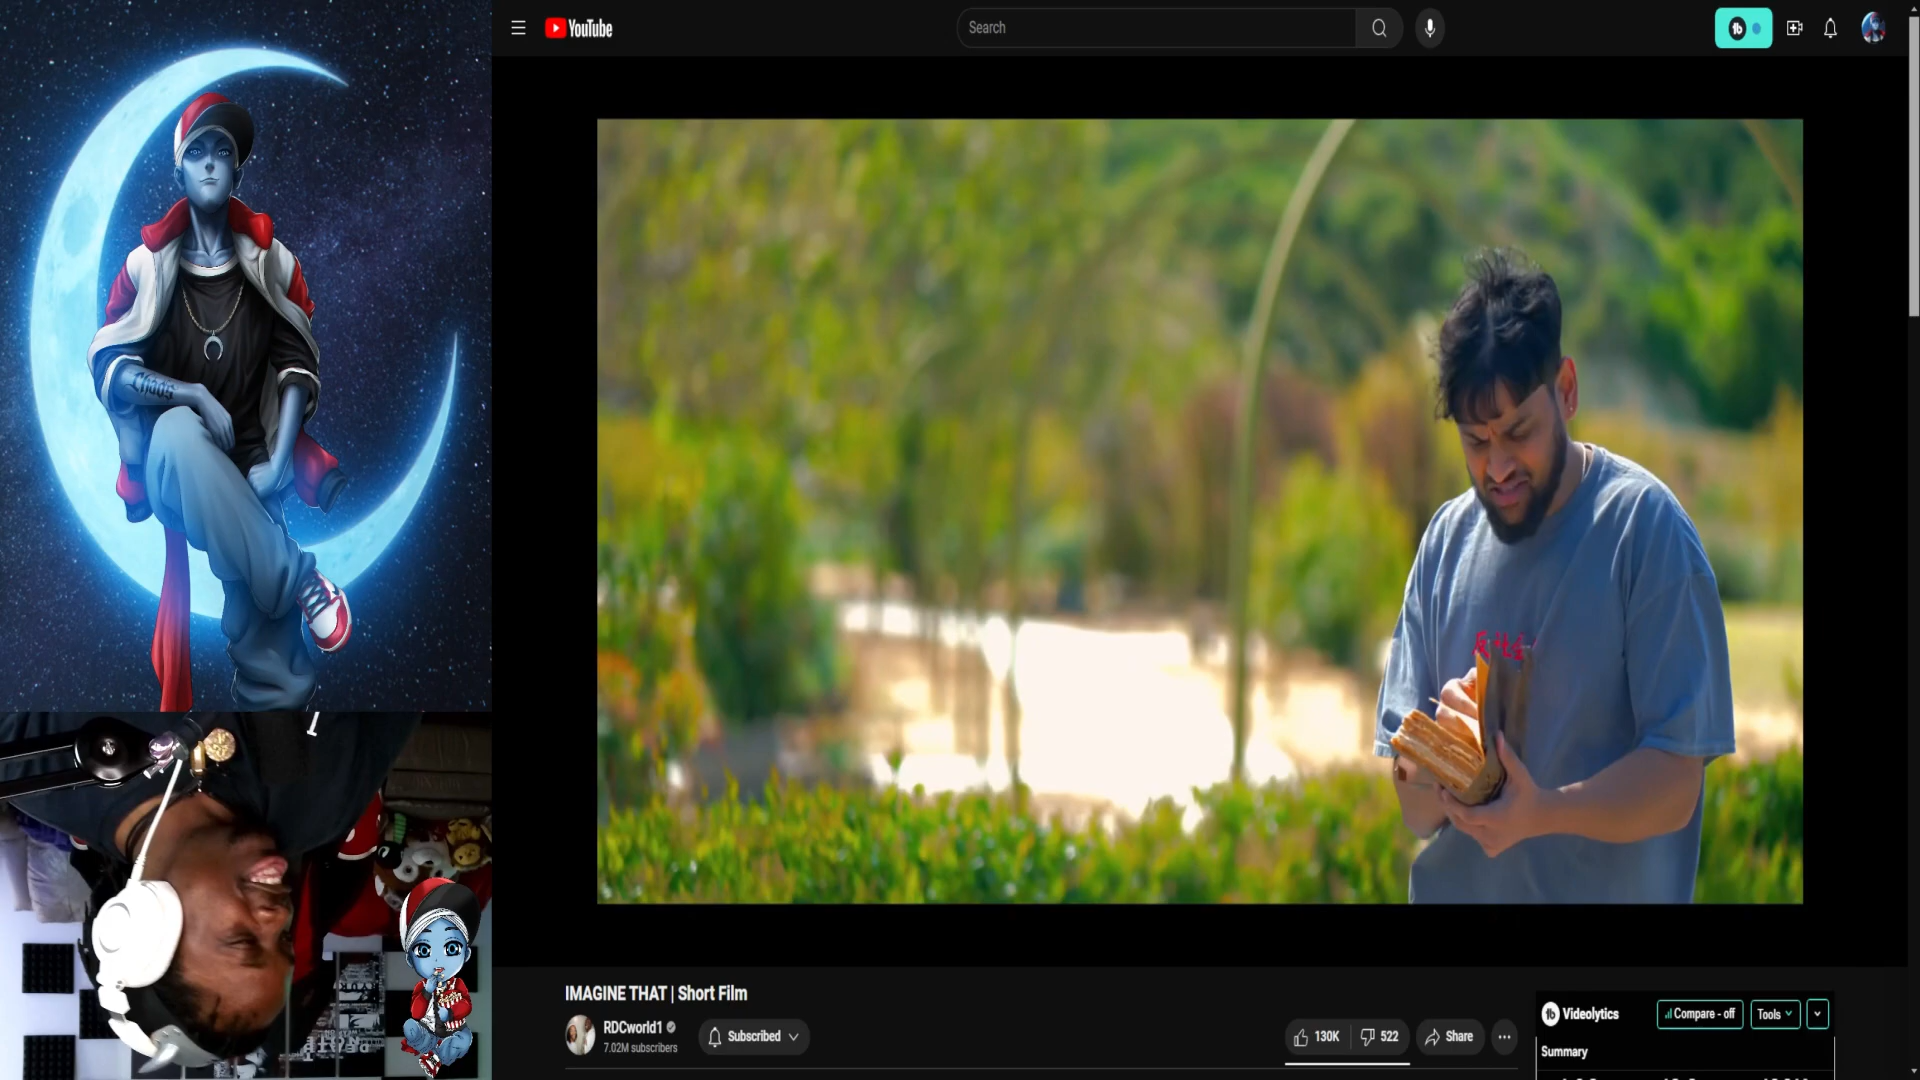 YouTube
Search
Chaos
IMAGINE THAT | Short Film
RDCworld1
7.02M subscribers
Subscribed
130K
522
Share
Videolytics
Compare - off
Tools
Summary